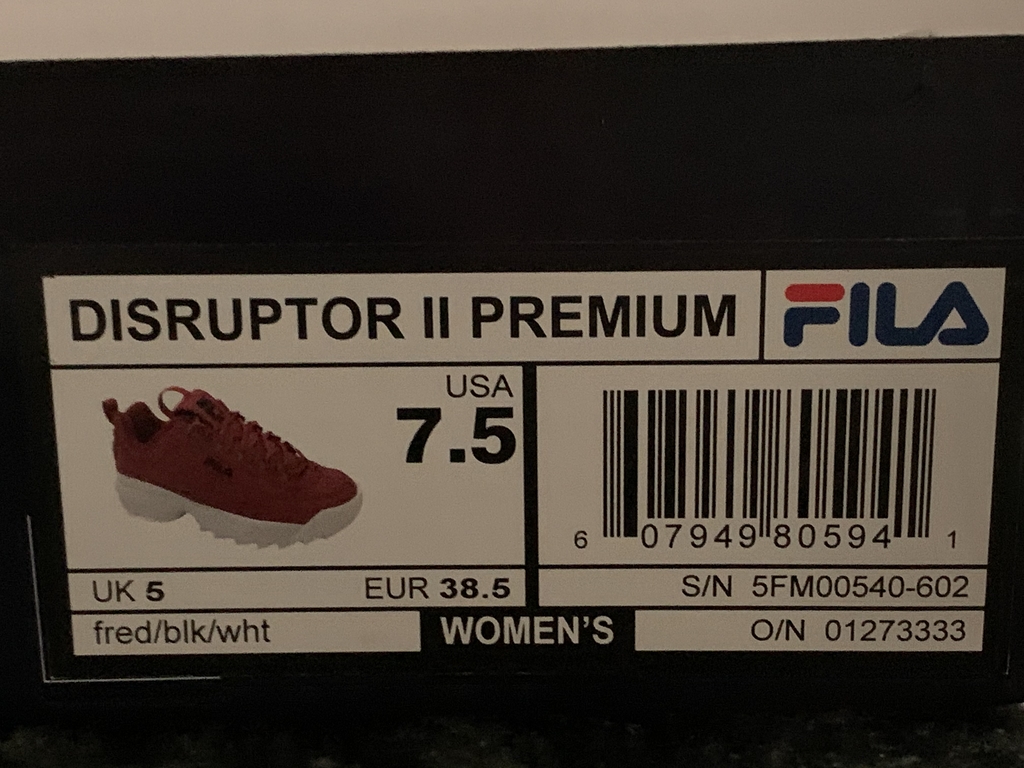 DISRUPTOR II PREMIUM
FILA
USA
7.5
FILA
6 07949 80594 1
UK 5
EUR 38.5
S/N 5FM00540-602
fred/blk/wht
WOMEN'S
O/N 01273333